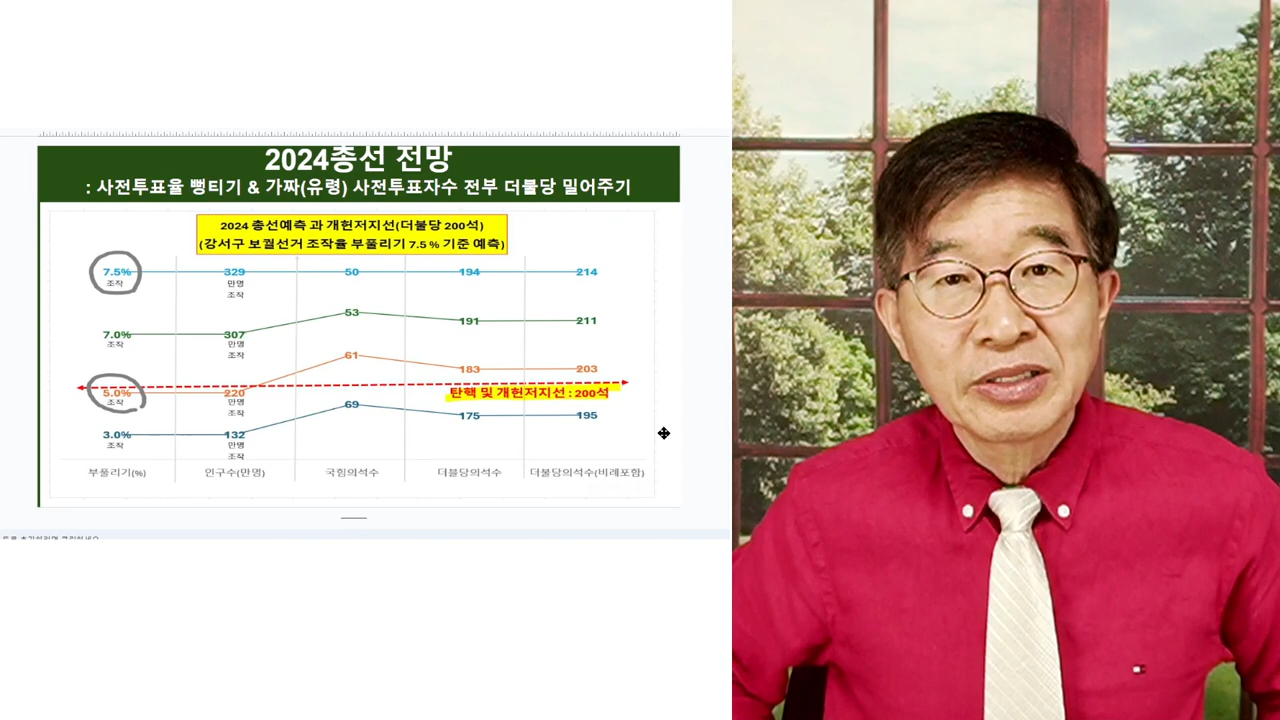 2024총선 전망
: 사전투표율 뻥티기 & 가짜(유령) 사전투표자수 전부 더불당 밀어주기
2024 총선예측 과 개헌저지선(더불당 200석)
(강서구 보궐선거 조작율 부풀리기 7.5 % 기준 예측)
7.5% 329 50 194 214
조작 만명
조작
53
7.0% 307 191 211
조작 만명
조작
61
183 203
5.0% 220 탄핵 및 개헌저지선 : 200석
조작 만명
조작
69
175 195
3.0% 132
조작 만명
조작
부풀리기(%) 인구수(만명) 국힘의석수 더블당의석수 더불당의석수(비례포함)